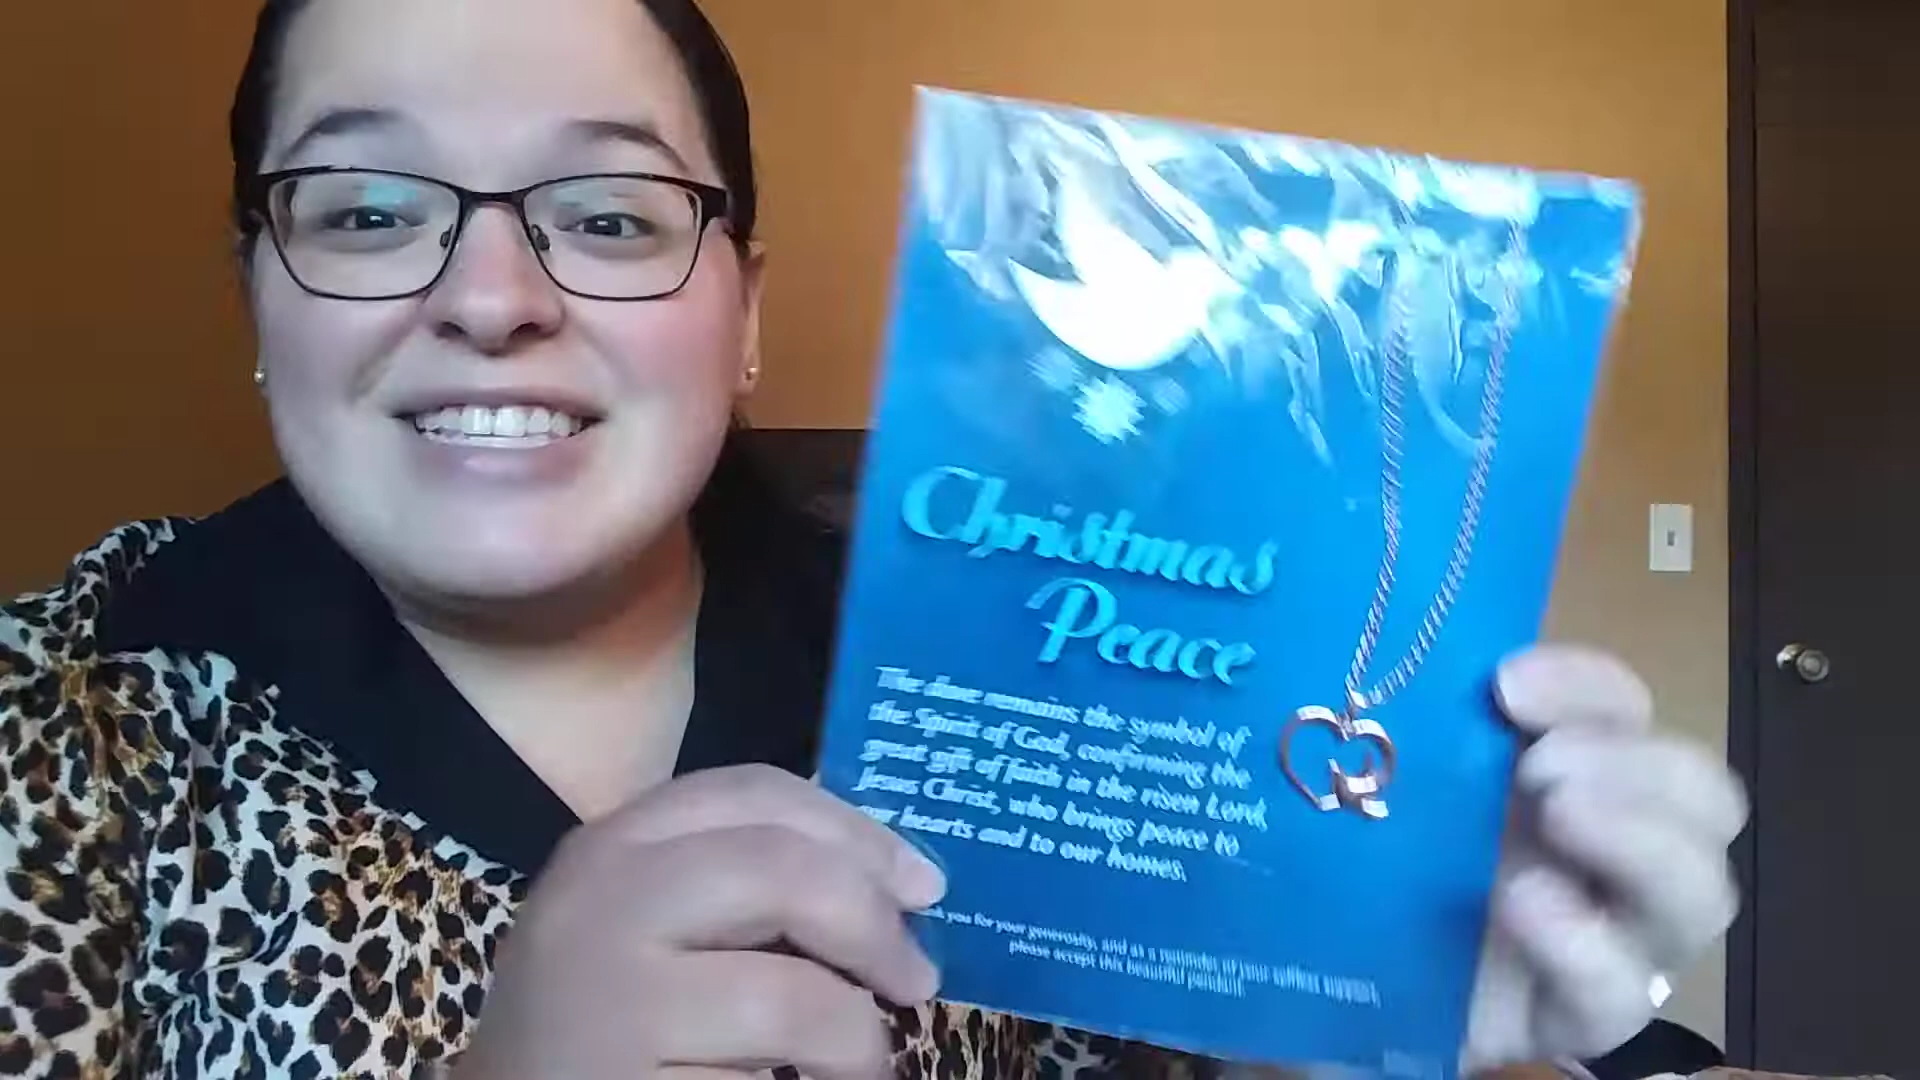 Christmas
Peace
The dove remains the symbol of
the Spirit of God, confirming the
great gift of faith in the risen Lord,
Jesus Christ, who brings peace to
our hearts and to our homes.
you for your generosity, and as a reminder of
please accept this beautiful pendant.